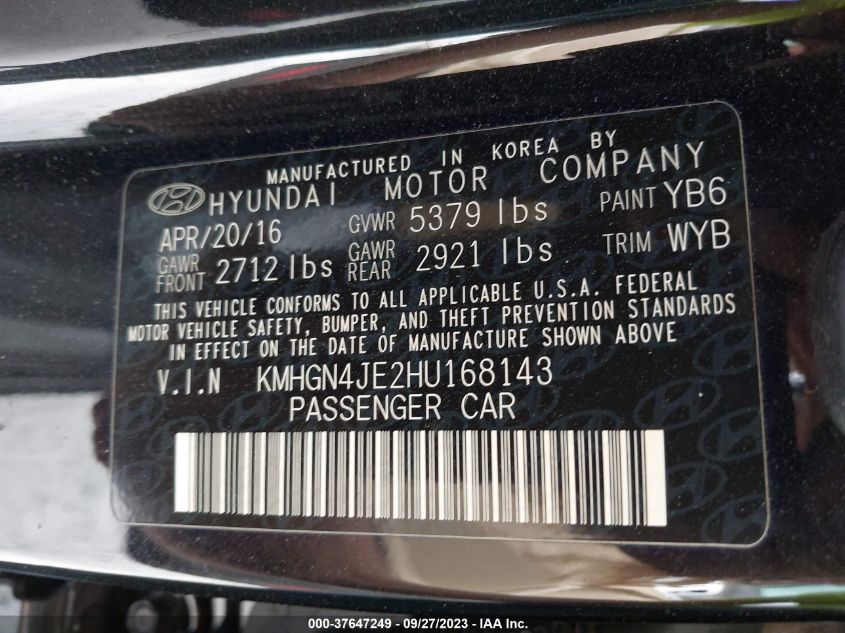 MANUFACTURED IN KOREA BY
HYUNDAI MOTOR COMPANY
APR/20/16 GVWR 5379 lbs PAINT YB6
GAWR FRONT 2712 lbs GAWR REAR 2921 lbs TRIM WYB
THIS VEHICLE CONFORMS TO ALL APPLICABLE U.S.A. FEDERAL
MOTOR VEHICLE SAFETY, BUMPER, AND THEFT PREVENTION STANDARDS
IN EFFECT ON THE DATE OF MANUFACTURE SHOWN ABOVE
V.I.N KMHGN4JE2HU168143
PASSENGER CAR
000-37647249 - 09/27/2023 - IAA Inc.